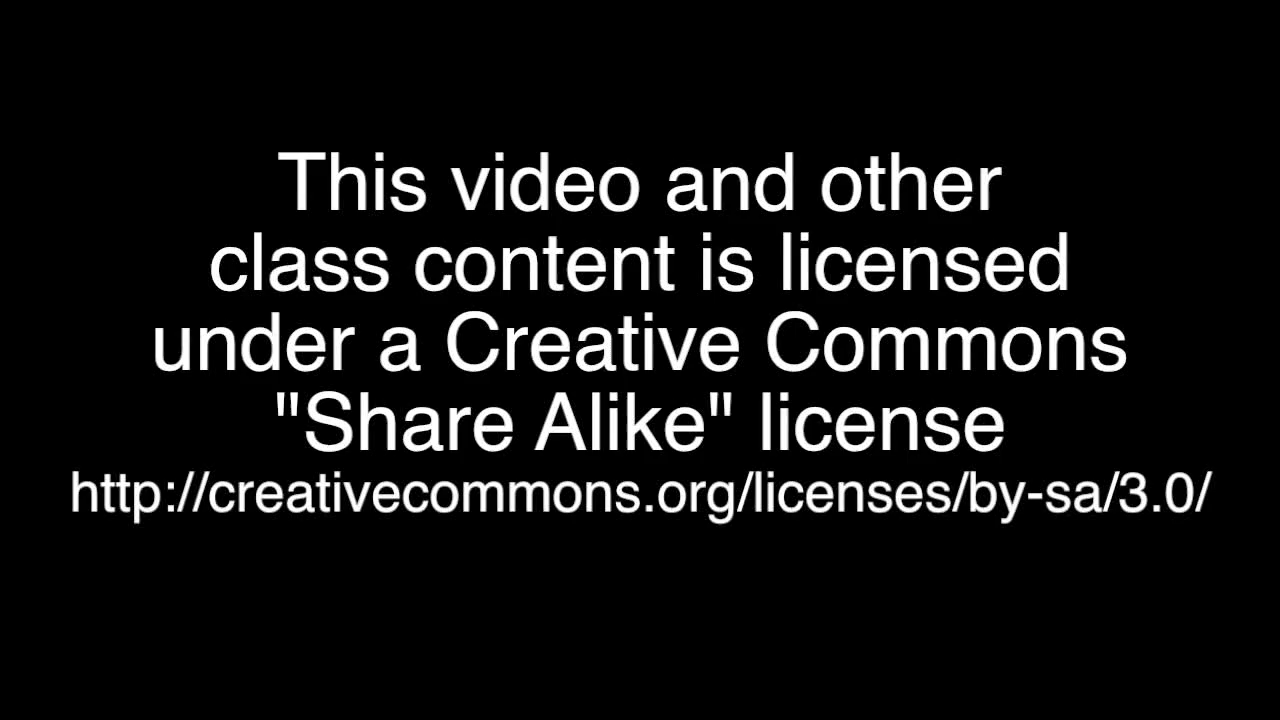 This video and other
class content is licensed
under a Creative Commons
"Share Alike" license
http://creativecommons.org/licenses/by-sa/3.0/